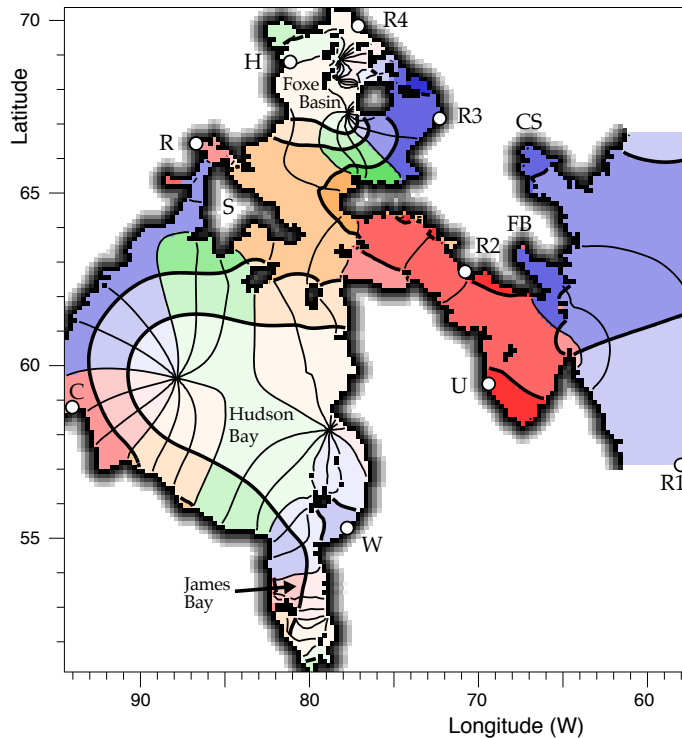 70
R4
H
Foxe
Basin
R3
CS
R
65
S
FB
R2
Latitude
60
C
U
Hudson
Bay
R1
55
W
James
Bay
90
80
70
60
Longitude (W)